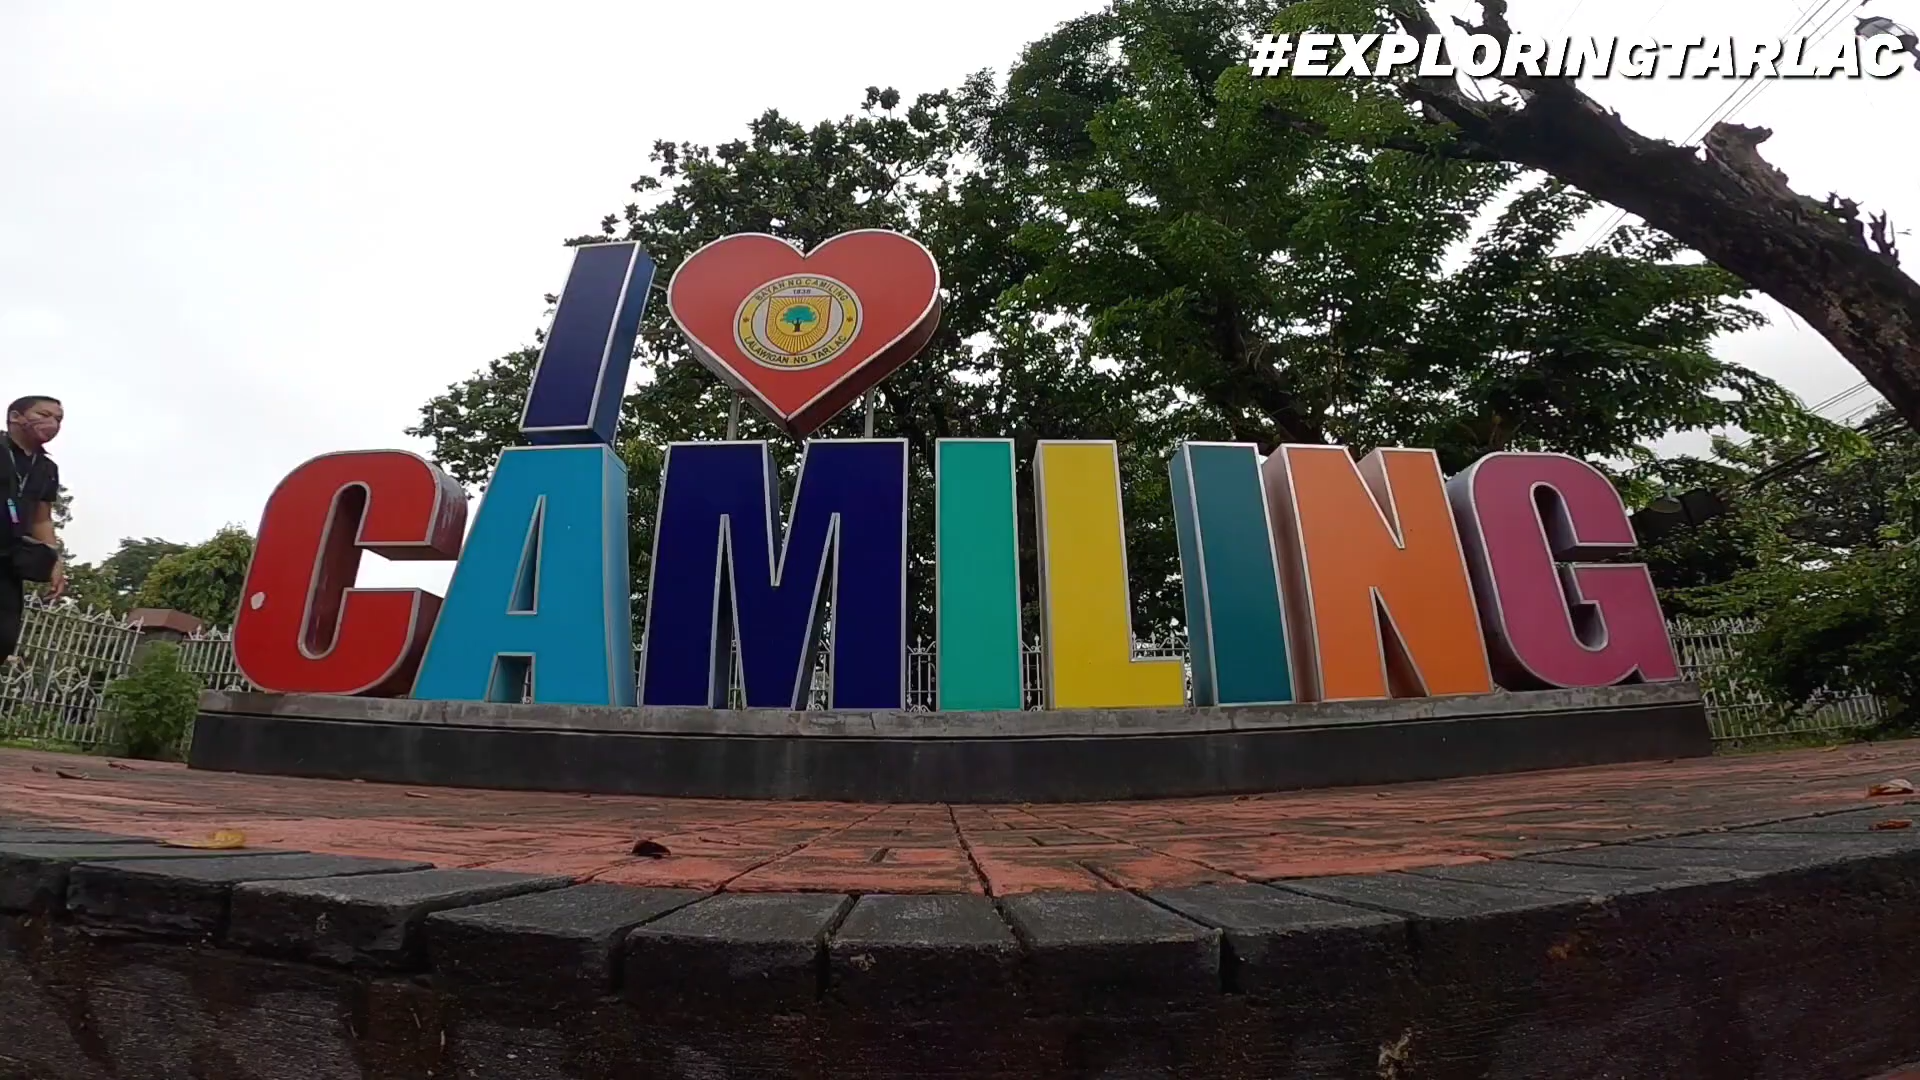 #EXPLORINGTARLAC
I
BAYAN NG CAMILING
1838
LALAWIGAN NG TARLAC
CAMILING